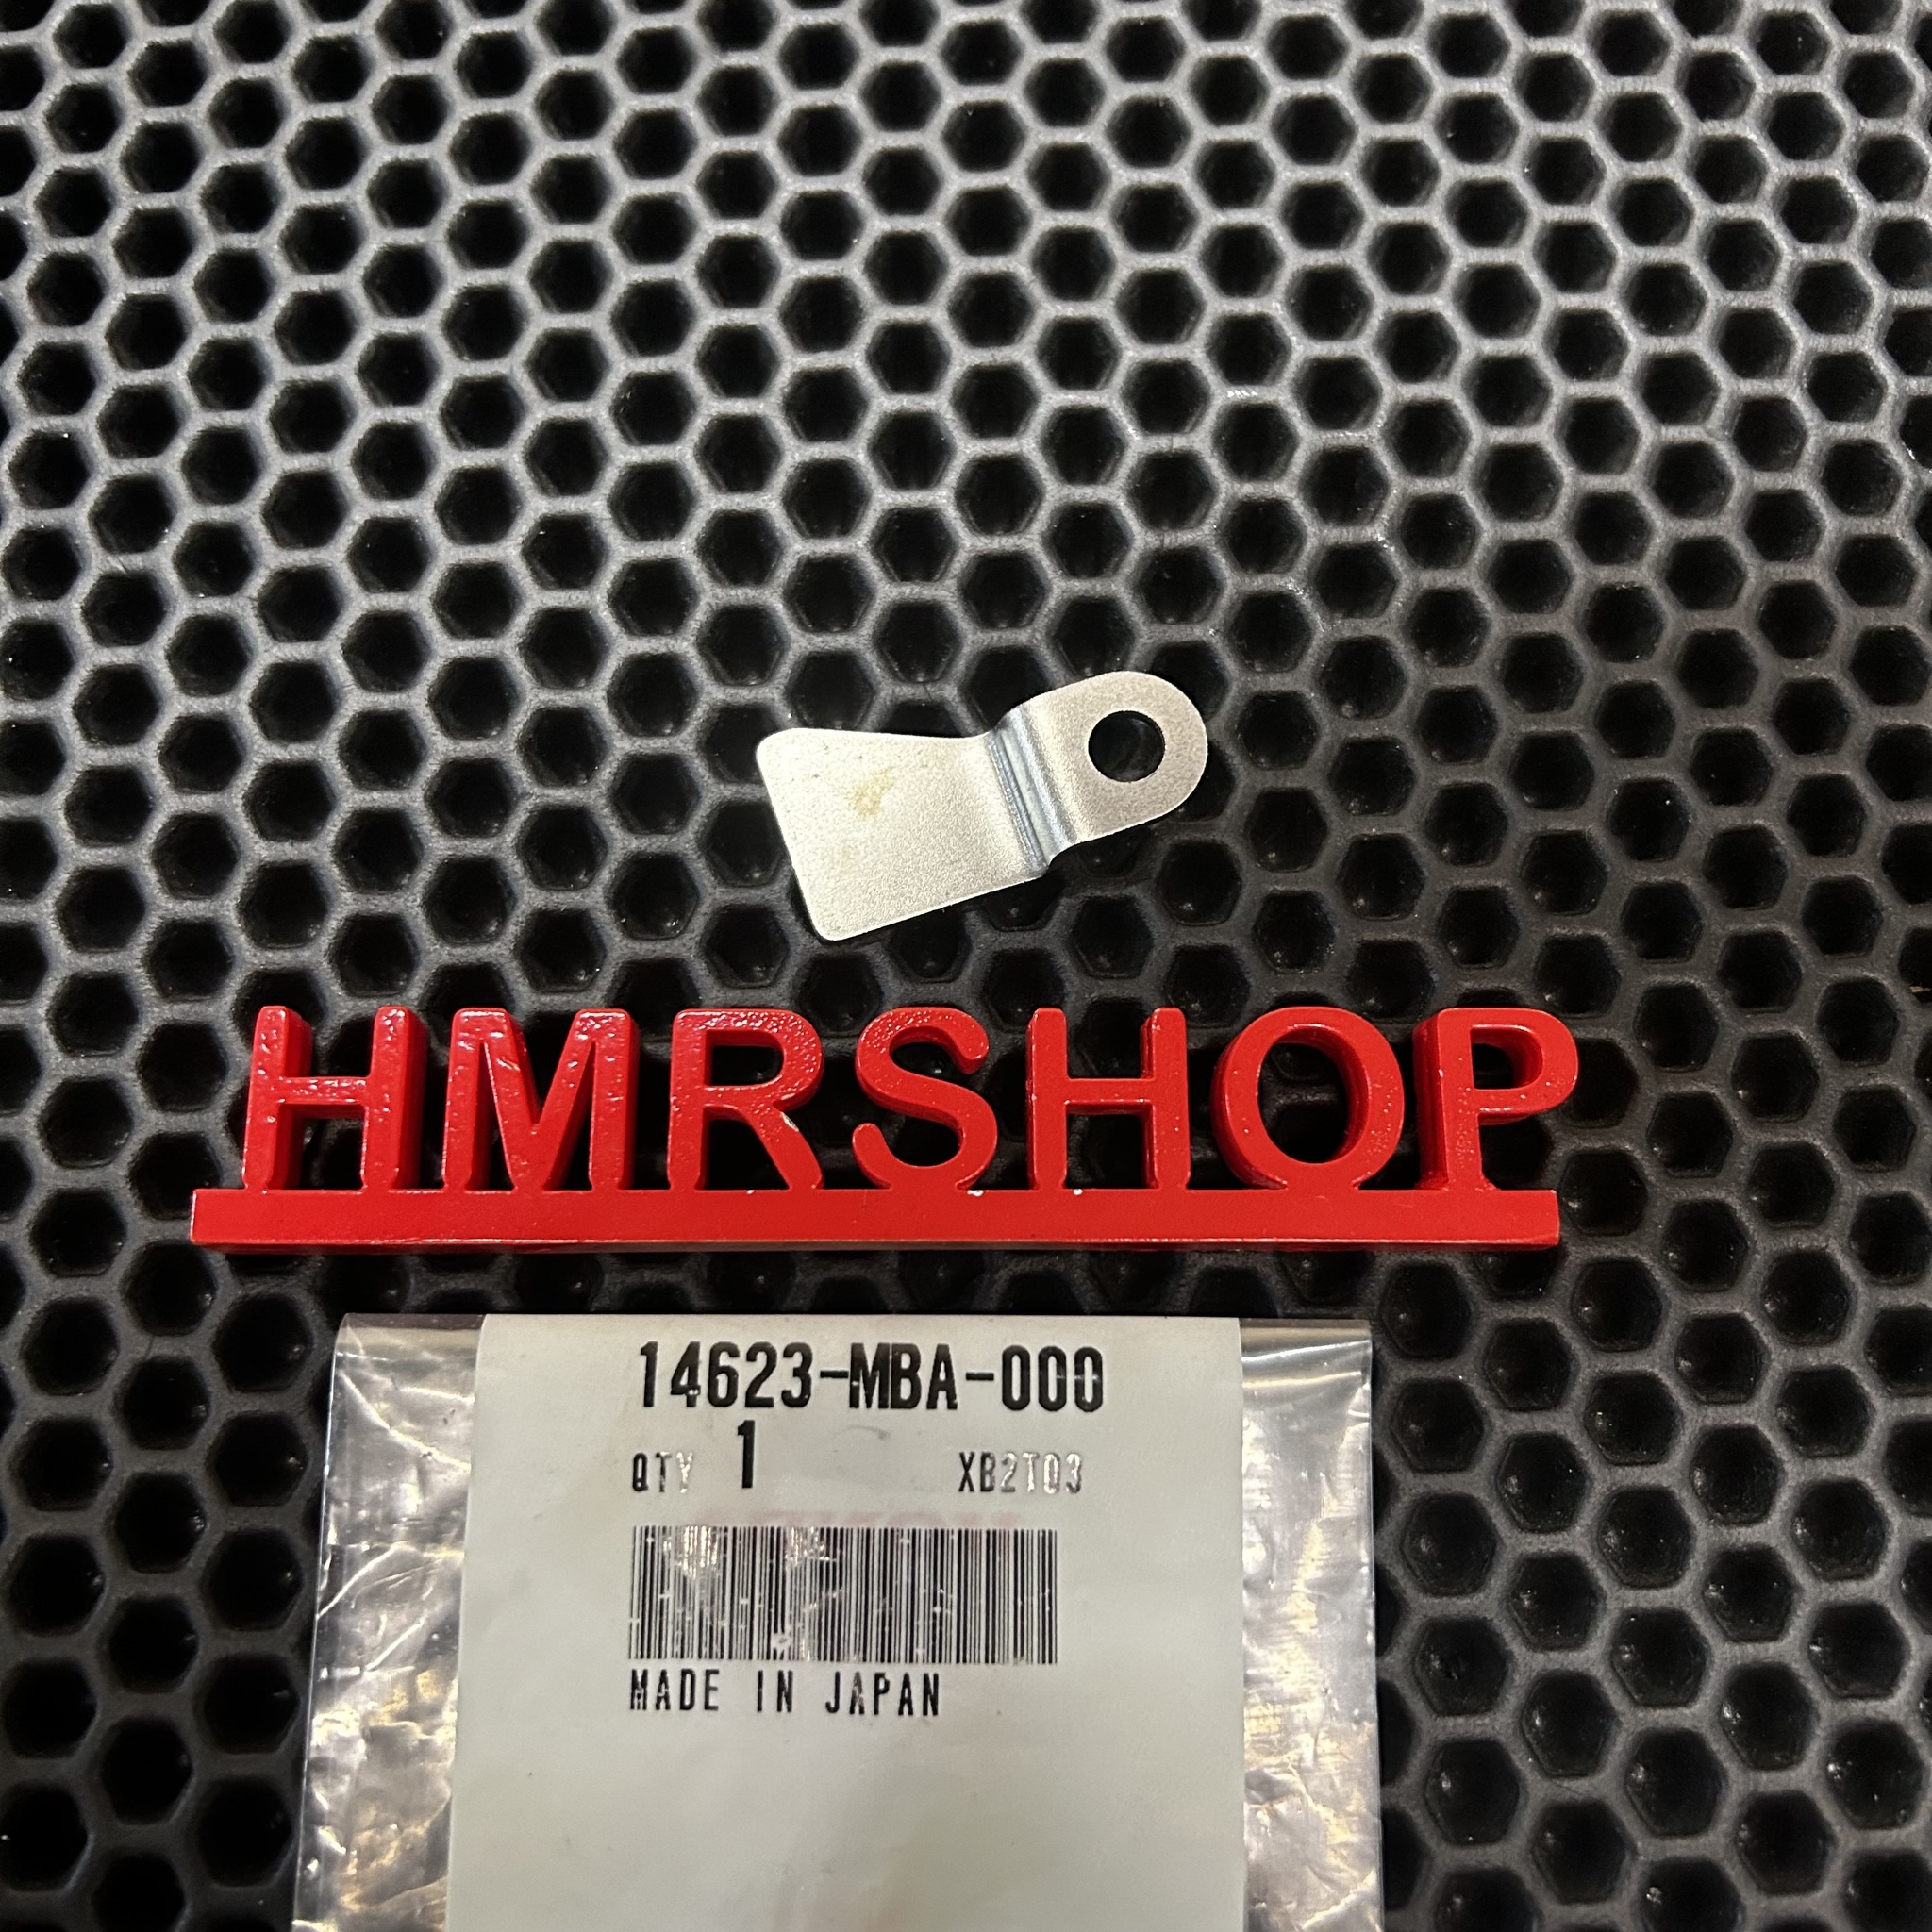 HMRSHOP
14623-MBA-000
QTY 1 XB2T03
MADE IN JAPAN